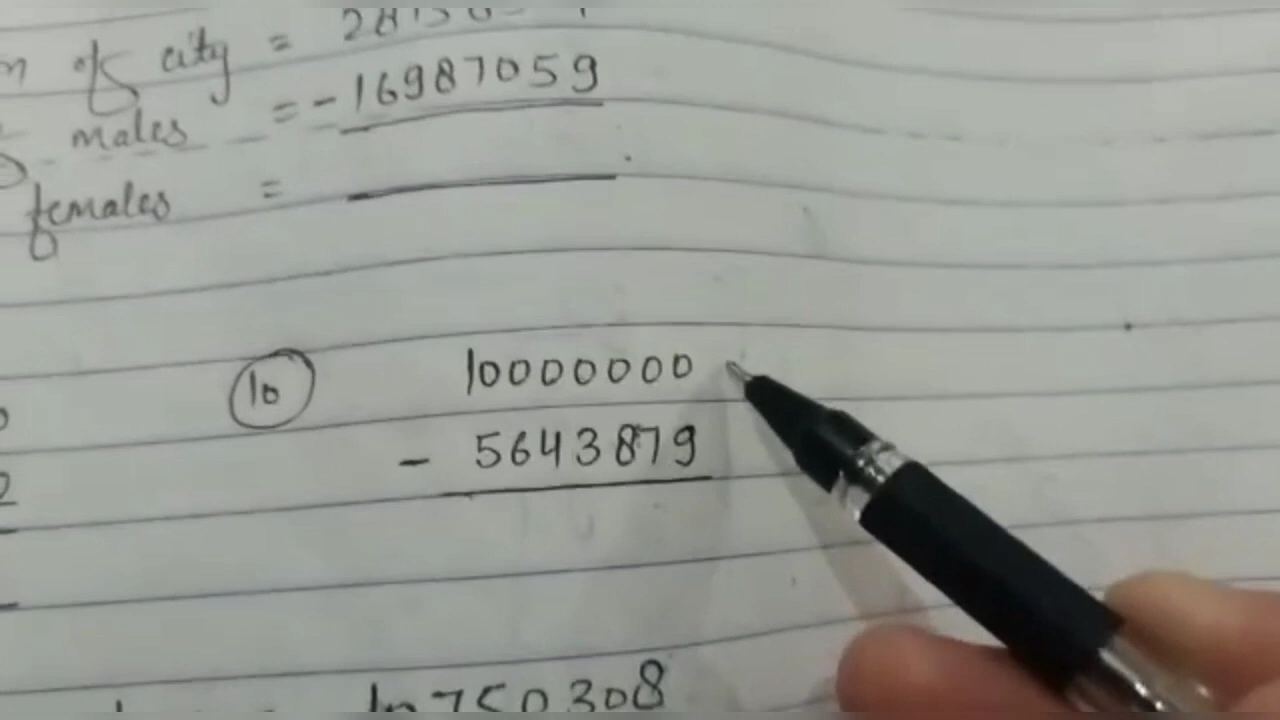 of city =
males = -16987059
females =
10 10000000
- 5643879